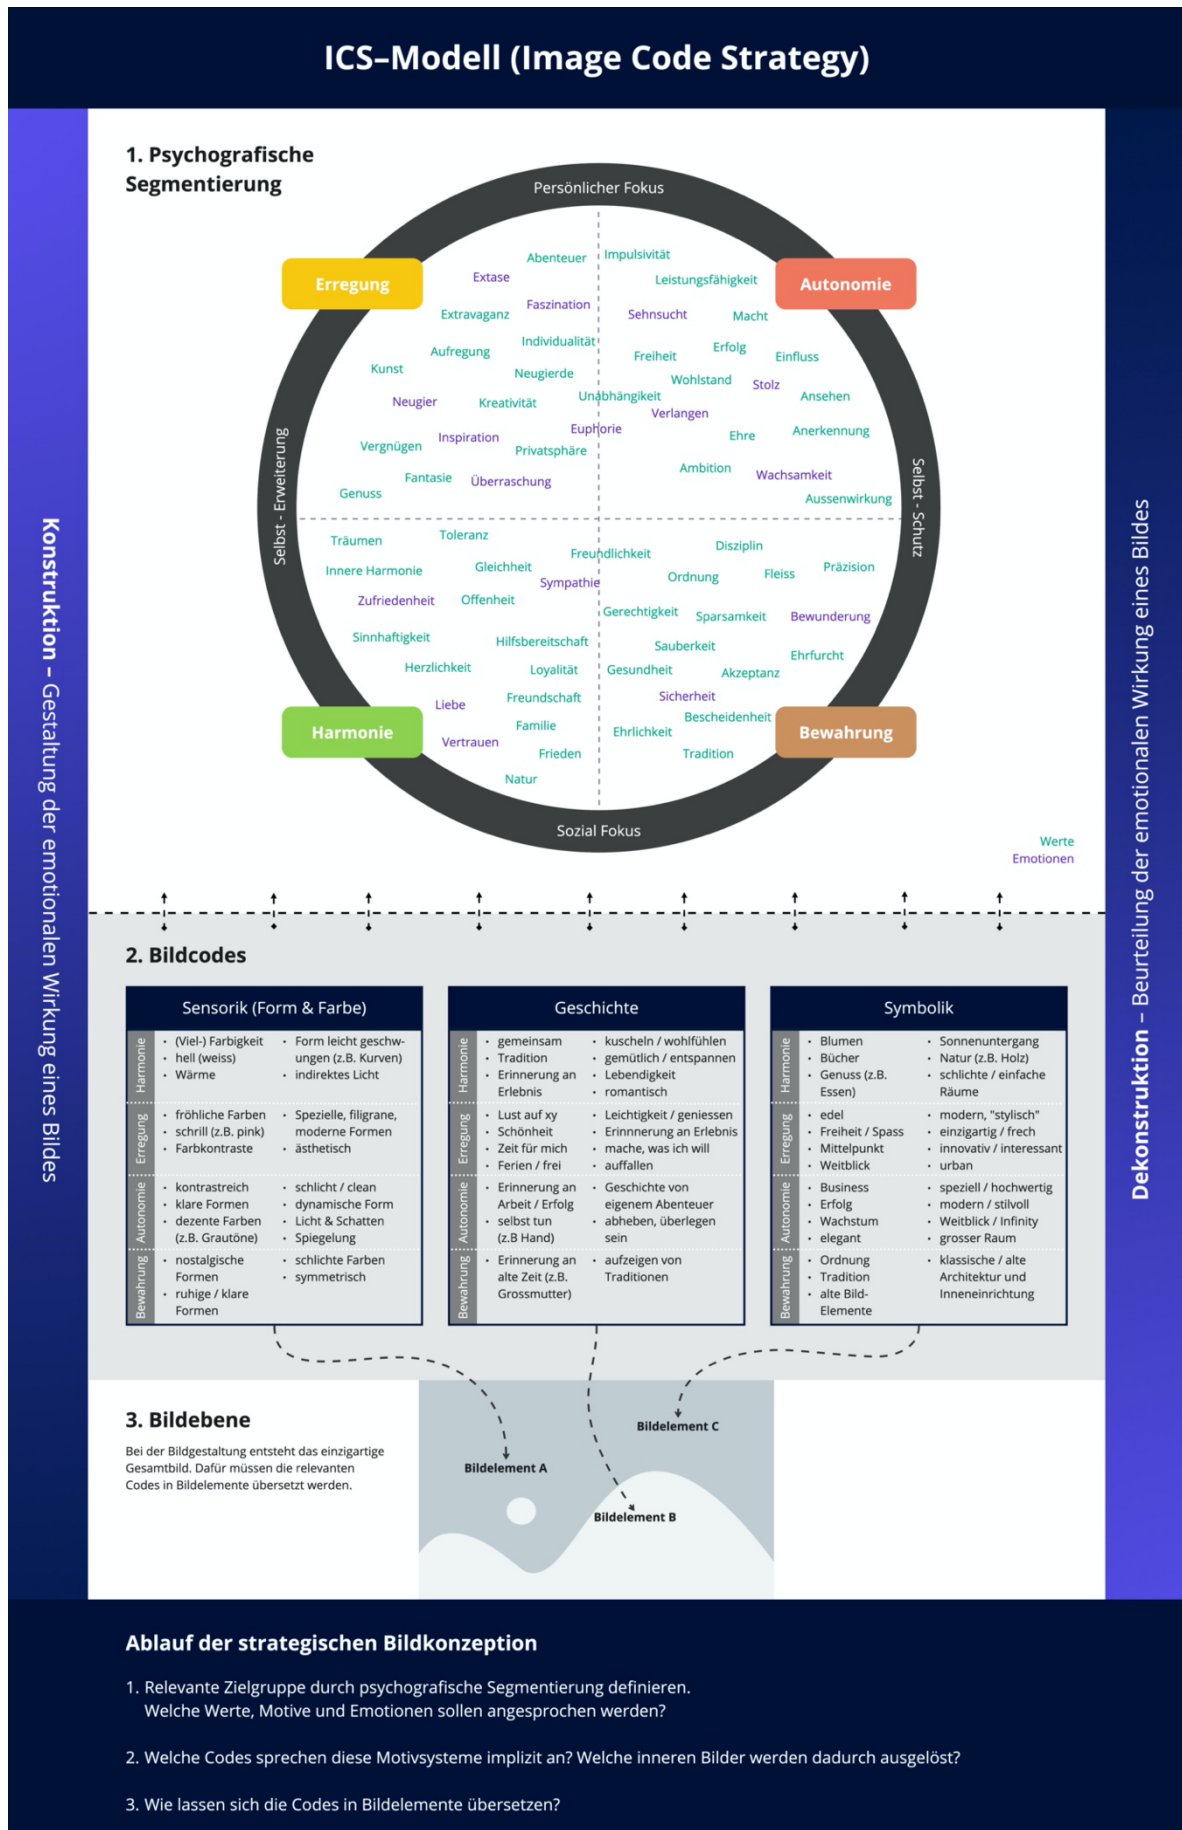 ICS–Modell (Image Code Strategy)
Konstruktion – Gestaltung der emotionalen Wirkung eines Bildes
1. Psychografische
Segmentierung
Persönlicher Fokus
Erregung
Autonomie
Selbst - Erweiterung
Selbst - Schutz
Abenteuer
Impulsivität
Extase
Leistungsfähigkeit
Faszination
Extravaganz
Sehnsucht
Macht
Individualität
Aufregung
Freiheit
Erfolg
Einfluss
Kunst
Neugierde
Wohlstand
Stolz
Neugier
Kreativität
Unabhängikeit
Ansehen
Verlangen
Euphorie
Inspiration
Vergnügen
Privatsphäre
Ehre
Anerkennung
Fantasie
Überraschung
Ambition
Wachsamkeit
Genuss
Aussenwirkung
Träumen
Toleranz
Freundlichkeit
Disziplin
Innere Harmonie
Gleichheit
Sympathie
Ordnung
Fleiss
Präzision
Zufriedenheit
Offenheit
Gerechtigkeit
Sparsamkeit
Bewunderung
Sinnhaftigkeit
Hilfsbereitschaft
Sauberkeit
Ehrfurcht
Herzlichkeit
Loyalität
Gesundheit
Akzeptanz
Liebe
Freundschaft
Sicherheit
Bescheidenheit
Familie
Ehrlichkeit
Vertrauen
Frieden
Tradition
Natur
Harmonie
Bewahrung
Sozial Fokus
Werte
Emotionen
2. Bildcodes
Sensorik (Form & Farbe)
Harmonie
· (Viel-) Farbigkeit
· hell (weiss)
· Wärme
· Form leicht geschw-
ungen (z.B. Kurven)
· indirektes Licht
Erregung
· fröhliche Farben
· schrill (z.B. pink)
· Farbkontraste
· Spezielle, filigrane,
moderne Formen
· ästhetisch
Autonomie
· kontrastreich
· klare Formen
· dezente Farben
(z.B. Grautöne)
· schlicht / clean
· dynamische Form
· Licht & Schatten
· Spiegelung
Bewahrung
· nostalgische
Formen
· ruhige / klare
Formen
· schlichte Farben
· symmetrisch
Geschichte
Harmonie
· gemeinsam
· Tradition
· Erinnerung an
Erlebnis
· kuscheln / wohlfühlen
· gemütlich / entspannen
· Lebendigkeit
· romantisch
Erregung
· Lust auf xy
· Schönheit
· Zeit für mich
· Ferien / frei
· Leichtigkeit / geniessen
· Erinnnerung an Erlebnis
· mache, was ich will
· auffallen
Autonomie
· Erinnerung an
Arbeit / Erfolg
· selbst tun
(z.B Hand)
· Geschichte von
eigenem Abenteuer
· abheben, überlegen
sein
Bewahrung
· Erinnerung an
alte Zeit (z.B.
Grossmutter)
· aufzeigen von
Traditionen
Symbolik
Harmonie
· Blumen
· Bücher
· Genuss (z.B.
Essen)
· Sonnenuntergang
· Natur (z.B. Holz)
· schlichte / einfache
Räume
Erregung
· edel
· Freiheit / Spass
· Mittelpunkt
· Weitblick
· modern, "stylisch"
· einzigartig / frech
· innovativ / interessant
· urban
Autonomie
· Business
· Erfolg
· Wachstum
· elegant
· speziell / hochwertig
· modern / stilvoll
· Weitblick / Infinity
· grosser Raum
Bewahrung
· Ordnung
· Tradition
· alte Bild-
Elemente
· klassische / alte
Architektur und
Inneneinrichtung
3. Bildebene
Bei der Bildgestaltung entsteht das einzigartige
Gesamtbild. Dafür müssen die relevanten
Codes in Bildelemente übersetzt werden.
Bildelement A
Bildelement B
Bildelement C
Dekonstruktion – Beurteilung der emotionalen Wirkung eines Bildes
Ablauf der strategischen Bildkonzeption
1. Relevante Zielgruppe durch psychografische Segmentierung definieren.
Welche Werte, Motive und Emotionen sollen angesprochen werden?
2. Welche Codes sprechen diese Motivsysteme implizit an? Welche inneren Bilder werden dadurch ausgelöst?
3. Wie lassen sich die Codes in Bildelemente übersetzen?